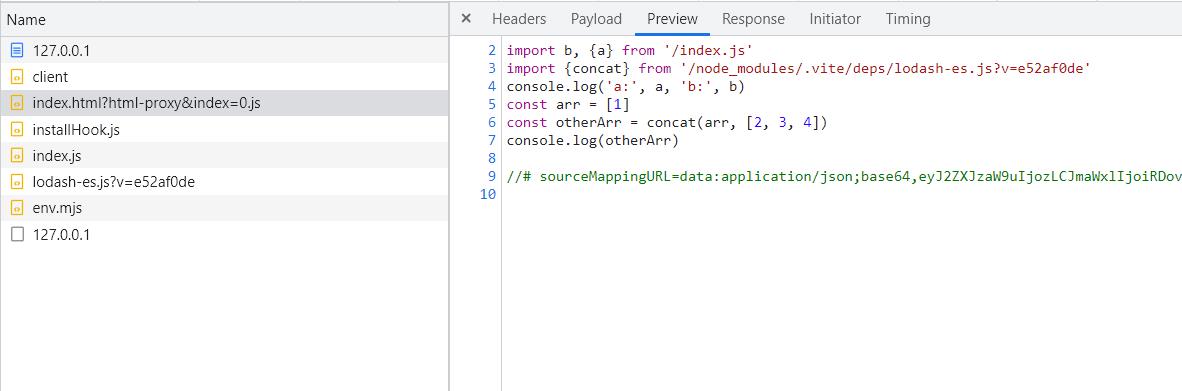 Name
127.0.0.1
client
index.html?html-proxy&index=0.js
installHook.js
index.js
lodash-es.js?v=e52af0de
env.mjs
127.0.0.1
× Headers Payload Preview Response Initiator Timing
2 import b, {a} from '/index.js'
3 import {concat} from '/node_modules/.vite/deps/lodash-es.js?v=e52af0de'
4 console.log('a:', a, 'b:', b)
5 const arr = [1]
6 const otherArr = concat(arr, [2, 3, 4])
7 console.log(otherArr)
8
9 //# sourceMappingURL=data:application/json;base64,eyJ2ZXJzaW9uIjozLCJmaWxlIjoiRDov
10